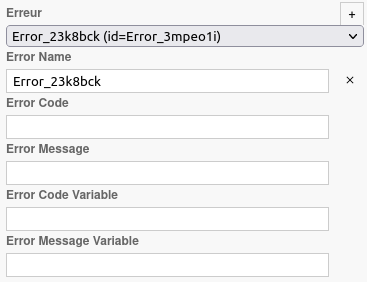 Erreur
+
Error_23k8bck (id=Error_3mpeo1i)
Error Name
Error_23k8bck
×
Error Code
Error Message
Error Code Variable
Error Message Variable